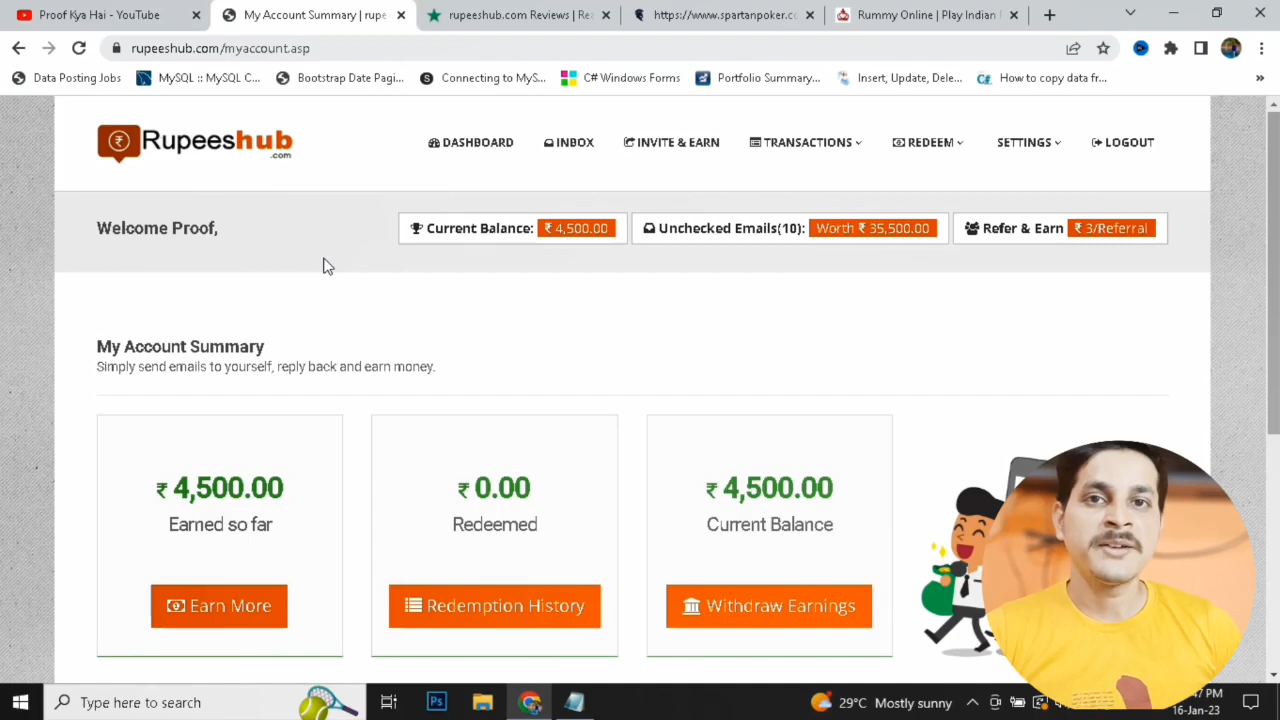 Proof Kya Hai - YouTube
My Account Summary | rupe
rupeeshub.com Reviews | Re
https://www.spartanpoker.c
Rummy Online | Play Indian
rupeeshub.com/myaccount.asp
Data Posting Jobs
MySQL :: MySQL C...
Bootstrap Date Pagi...
Connecting to MyS...
C# Windows Forms
Portfolio Summary...
Insert, Update, Dele...
How to copy data fr...
»
Rupeeshub
.com
DASHBOARD
INBOX
INVITE & EARN
TRANSACTIONS
REDEEM
SETTINGS
LOGOUT
Welcome Proof,
Current Balance: ₹ 4,500.00
Unchecked Emails(10): Worth ₹ 35,500.00
Refer & Earn ₹ 3/Referral
My Account Summary
Simply send emails to yourself, reply back and earn money.
₹ 4,500.00
Earned so far
Earn More
₹ 0.00
Redeemed
Redemption History
₹ 4,500.00
Current Balance
Withdraw Earnings
Type here to search
29°C Mostly sunny
47 PM
16-Jan-23